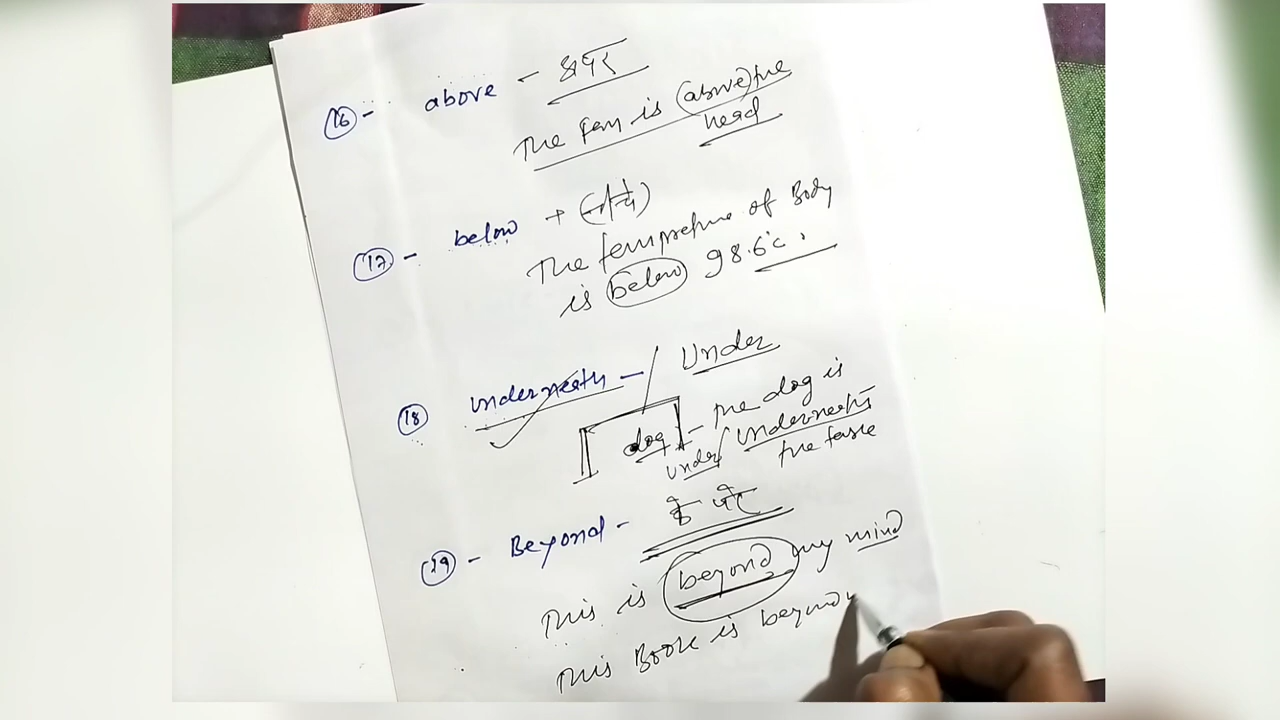 (16) - above - ऊपर
The fan is (above) the
head
(17) - below + (नीचे)
The temprature of Body
is below 98.6°c.
(18) underneath - / Under
dog - the dog is
under/ underneath
the table
(19) - Beyond - के परे
This is beyond my mind
This Book is beyond